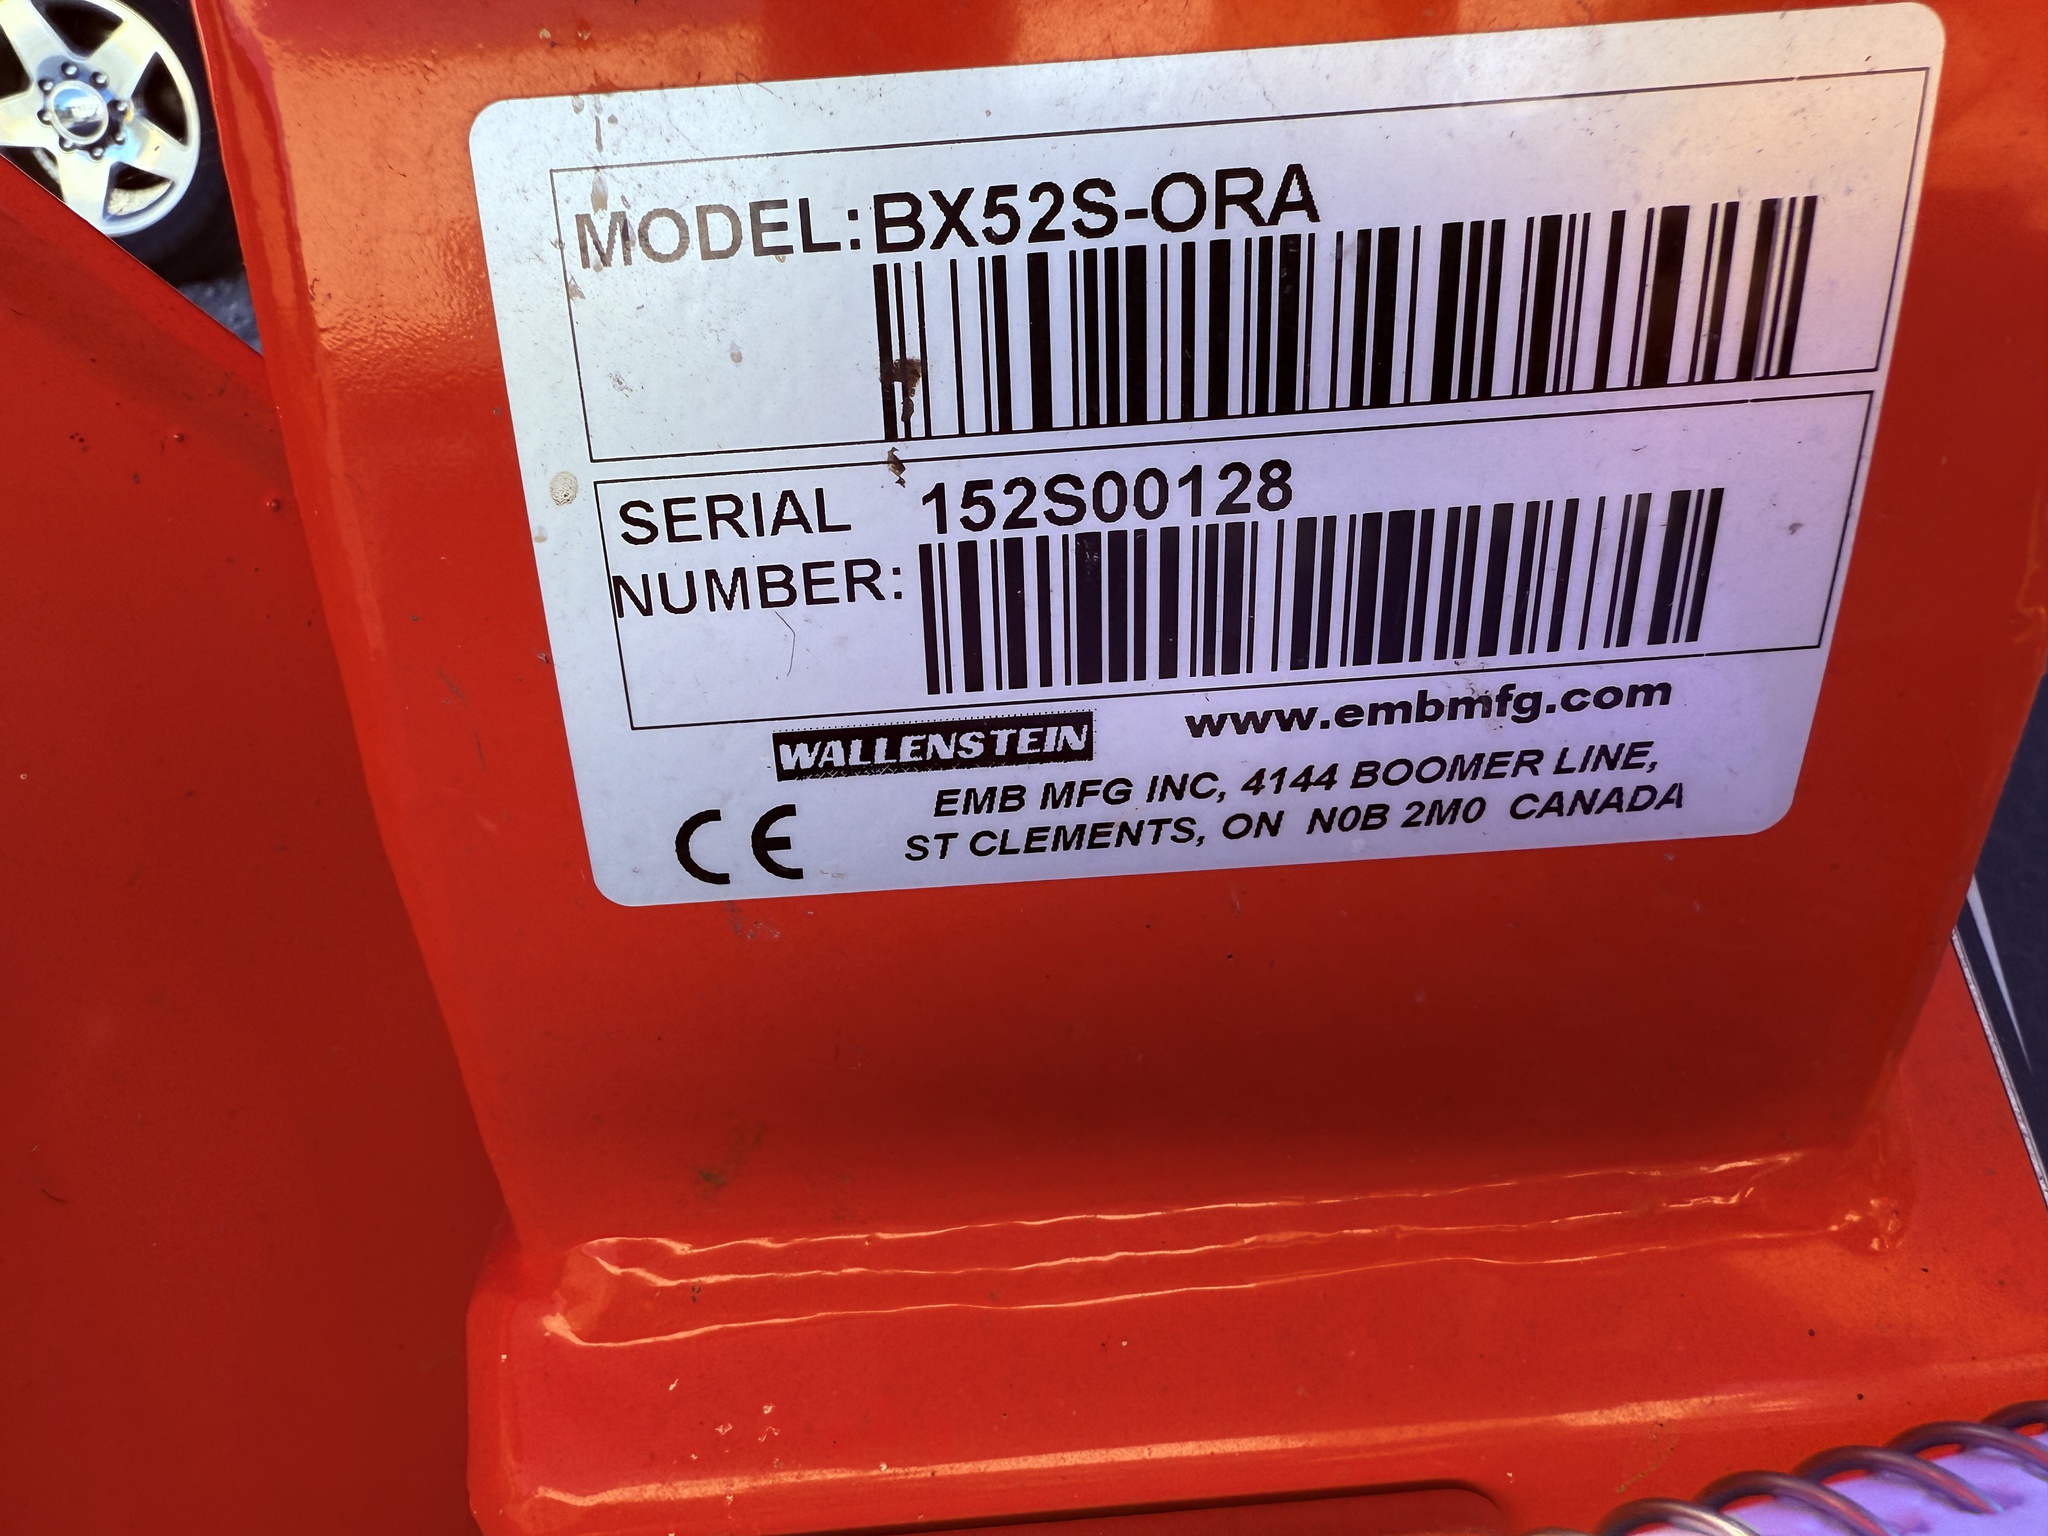 MODEL:BX52S-ORA
SERIAL 152S00128
NUMBER:
WALLENSTEIN www.embmfg.com
EMB MFG INC, 4144 BOOMER LINE,
CE ST CLEMENTS, ON N0B 2M0 CANADA